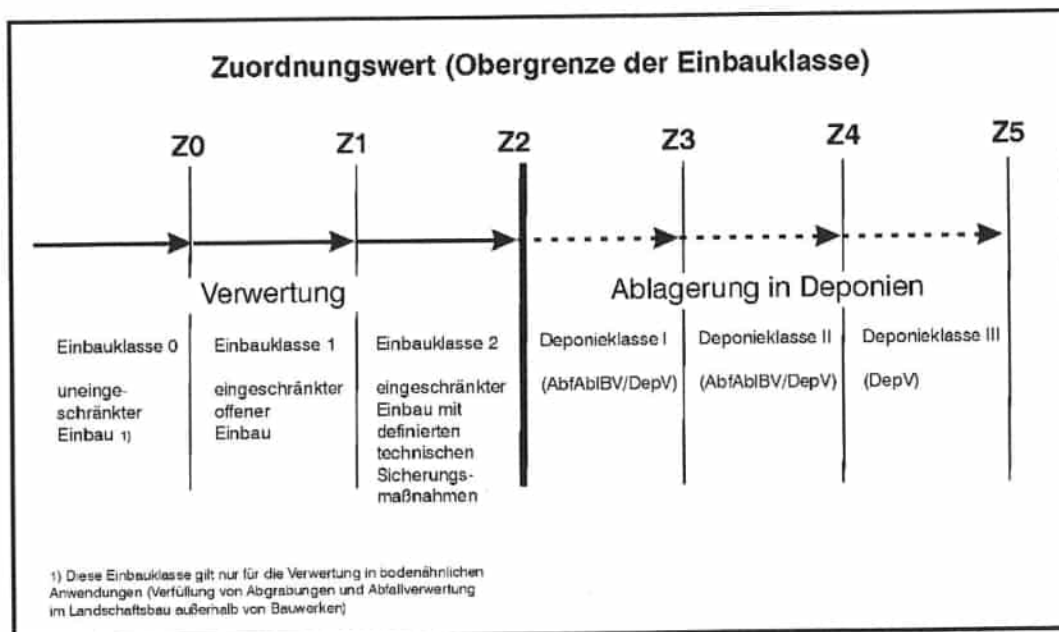 Zuordnungswert (Obergrenze der Einbauklasse)
Z0 Z1 Z2 Z3 Z4 Z5
Verwertung
Ablagerung in Deponien
Einbauklasse 0
uneinge-
schränkter
Einbau 1)
Einbauklasse 1
eingeschränkter
offener
Einbau
Einbauklasse 2
eingeschränkter
Einbau mit
definierten
technischen
Sicherungs-
maßnahmen
Deponieklasse I
(AbfAblBV/DepV)
Deponieklasse II
(AbfAblBV/DepV)
Deponieklasse III
(DepV)
1) Diese Einbauklasse gilt nur für die Verwertung in bodenähnlichen
Anwendungen (Verfüllung von Abgrabungen und Abfallverwertung
im Landschaftsbau außerhalb von Bauwerken)